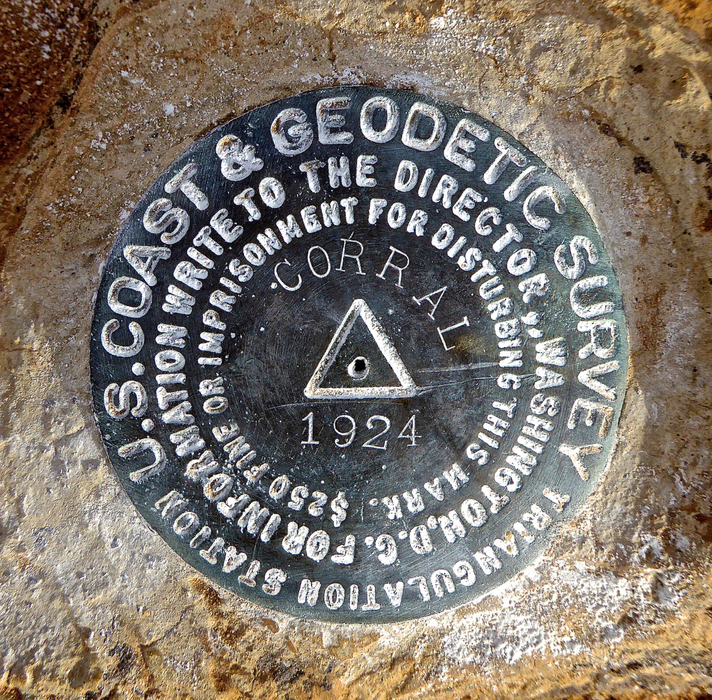 U.S. COAST & GEODETIC SURVEY
TRIANGULATION STATION
FOR INFORMATION WRITE TO THE DIRECTOR, WASHINGTON, D.C.
$250 FINE OR IMPRISONMENT FOR DISTURBING THIS MARK.
CORRAL
1924